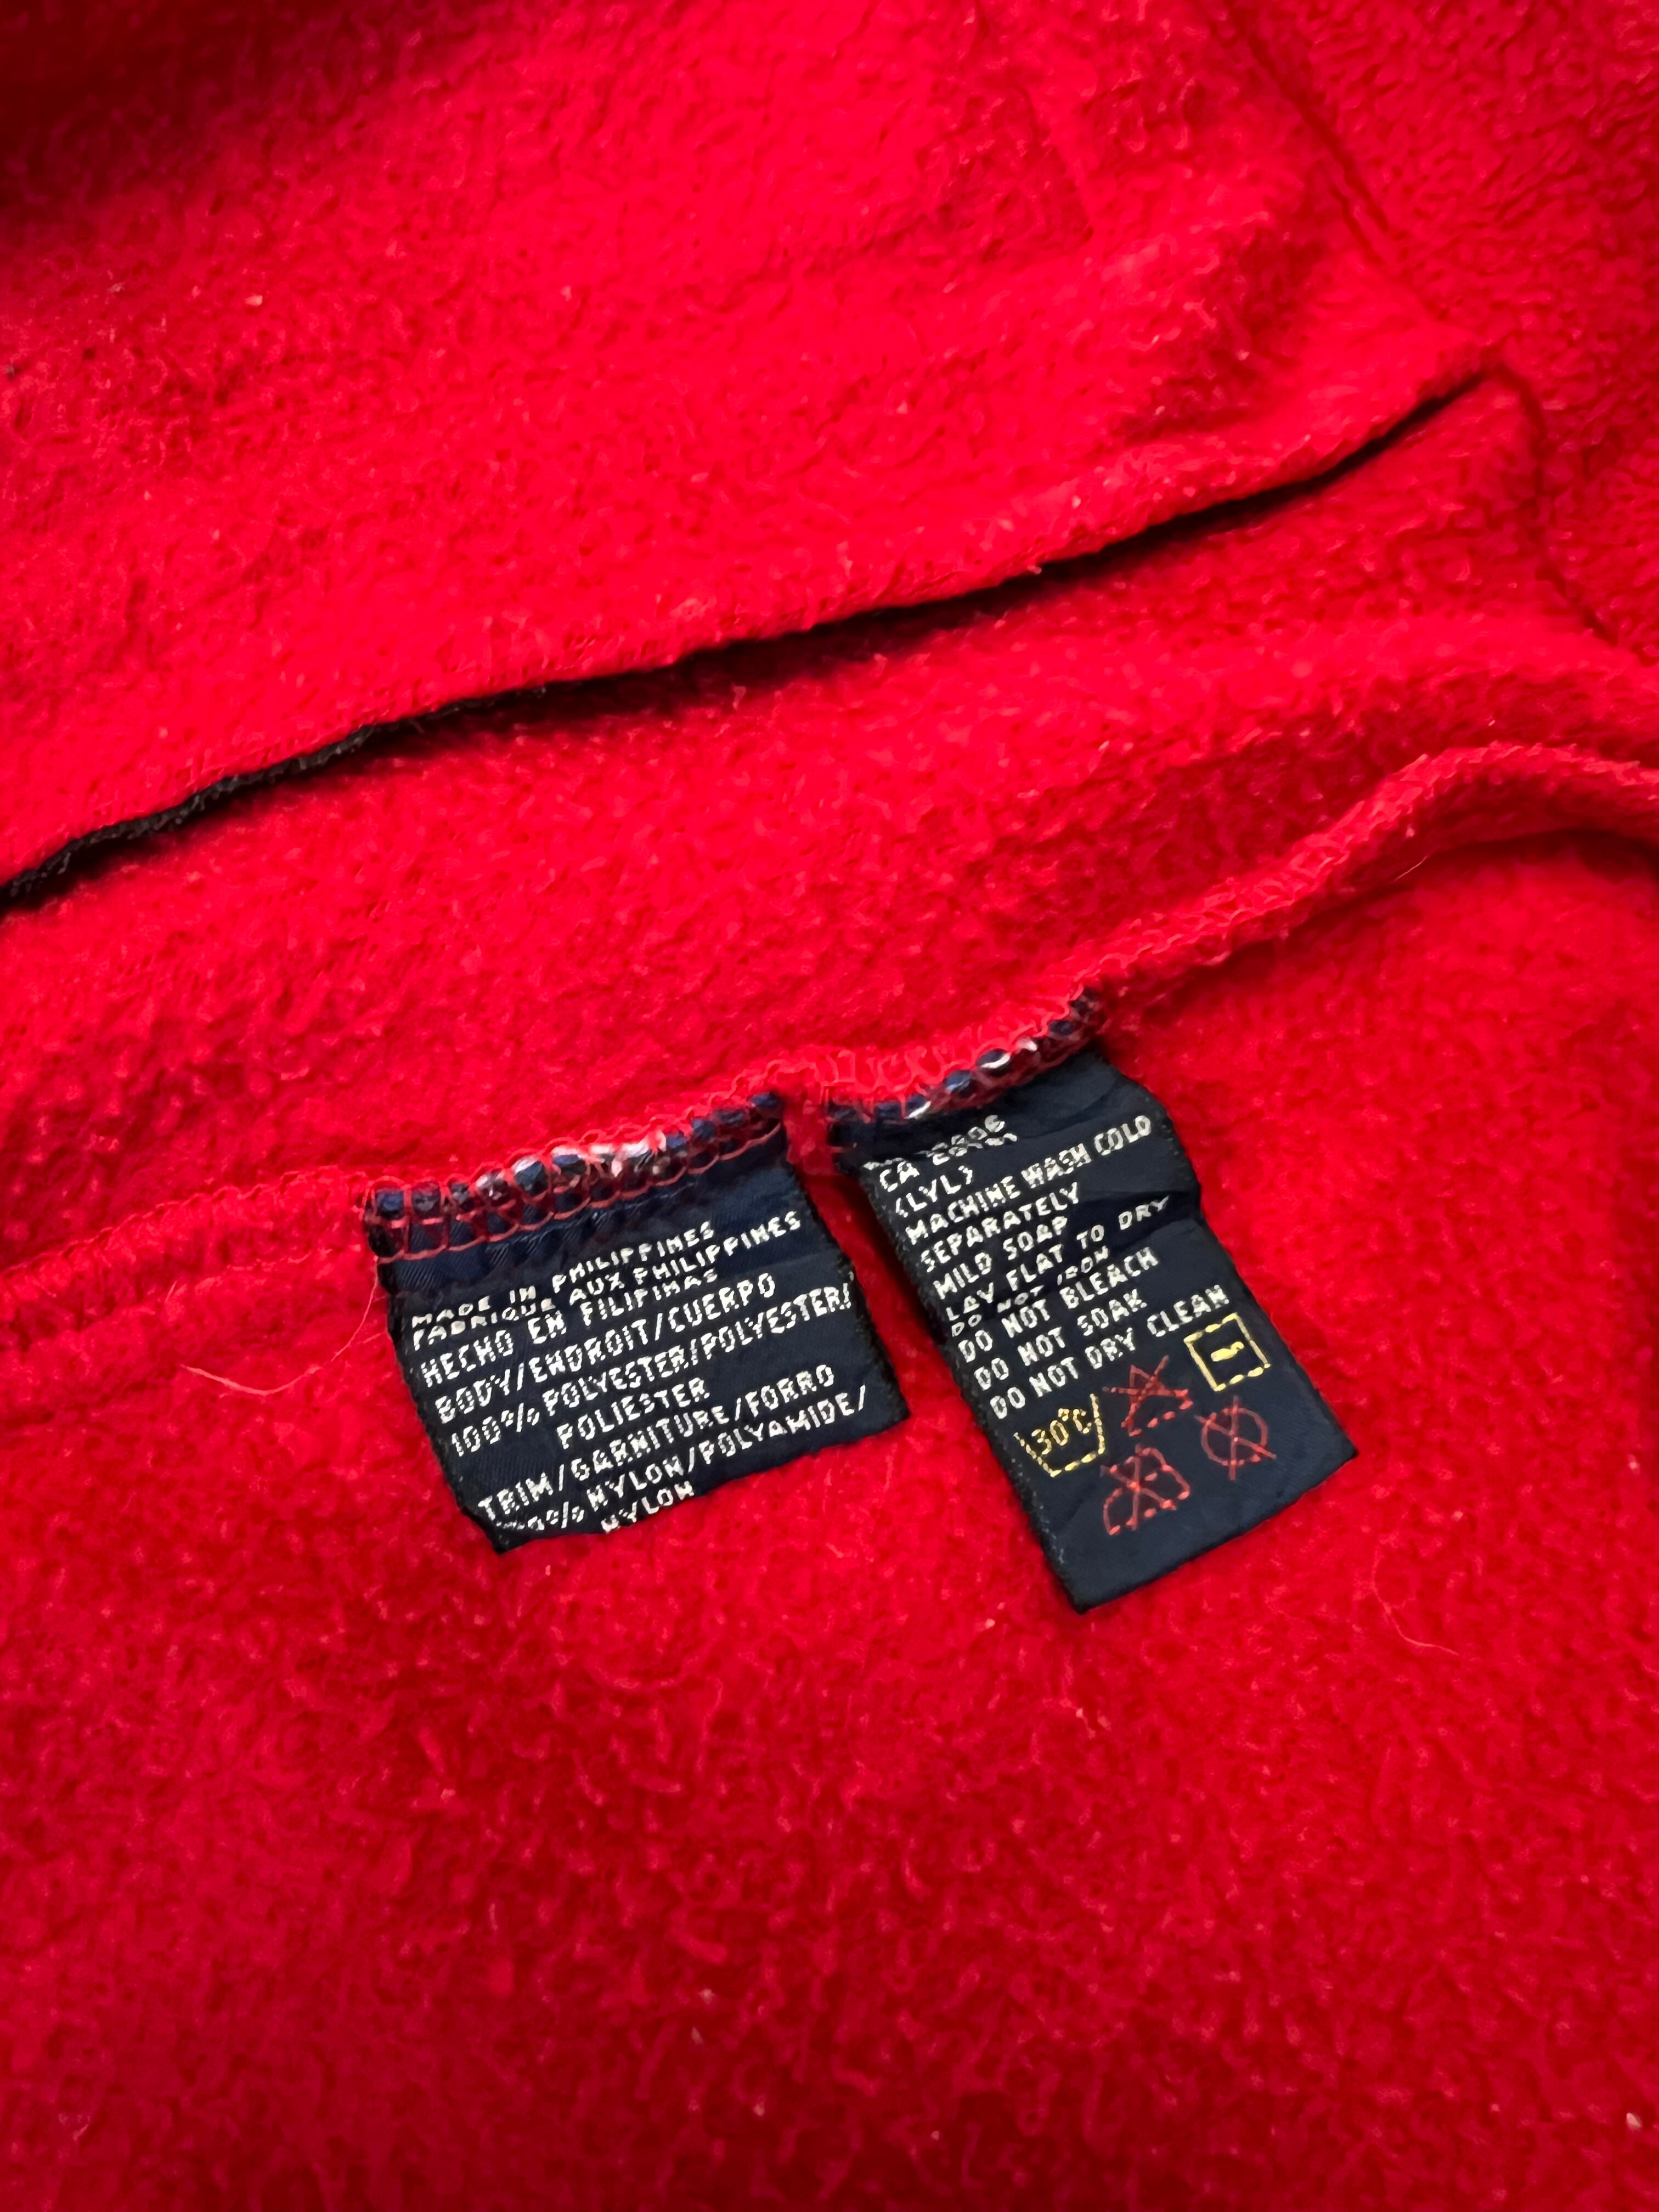 MADE IN PHILIPPINES
FABRIQUE AUX PHILIPPINES
HECHO EN FILIPINAS
BODY/ENDROIT/CUERPO
100% POLYESTER/POLYESTER/
POLIESTER
TRIM/GARNITURE/FORRO
NYLON/POLYAMIDE/
NYLON
CA
(LYL)
MACHINE WASH COLD
SEPARATELY
MILD SOAP
LAY FLAT TO DRY
DO NOT IRON
DO NOT BLEACH
DO NOT SOAK
DO NOT DRY CLEAN
30°C